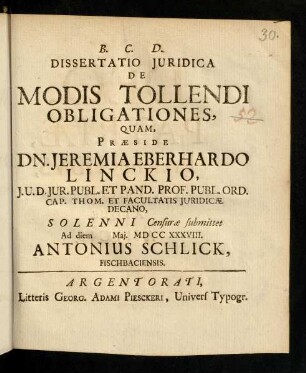 30.
B. C. D.
DISSERTATIO JURIDICA
DE
MODIS TOLLENDI
OBLIGATIONES,
QUAM,
PRÆSIDE
DN. JEREMIA EBERHARDO
LINCKIO,
J. U. D. JUR. PUBL. ET PAND. PROF. PUBL. ORD.
CAP. THOM. ET FACULTATIS JURIDICÆ
DECANO,
SOLENNI Censuræ submittet
Ad diem Maj. MDCC XXXVIII.
ANTONIUS SCHLICK,
FISCHBACIENSIS.
ARGENTORATI,
Litteris GEORG. ADAMI PIESCKERI, Univers Typogr.